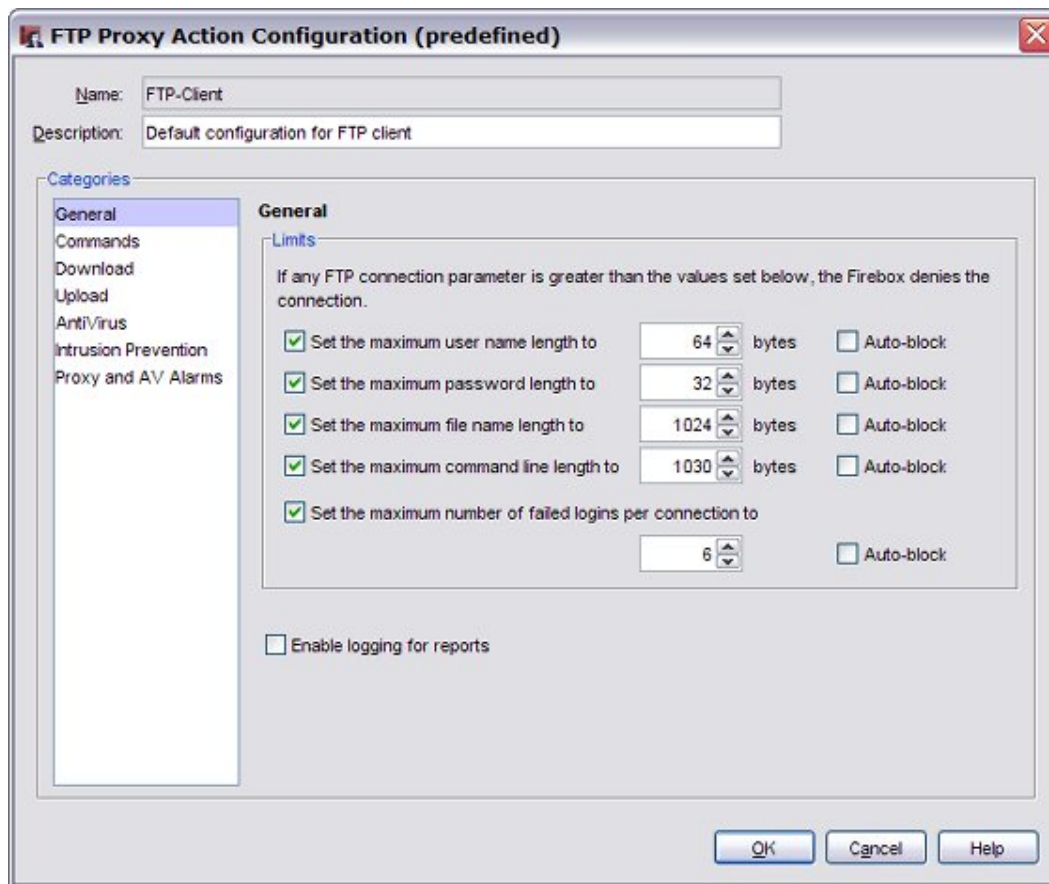 FTP Proxy Action Configuration (predefined)
Name: FTP-Client
Description: Default configuration for FTP client
Categories
General
Commands
Download
Upload
AntiVirus
Intrusion Prevention
Proxy and AV Alarms
General
Limits
If any FTP connection parameter is greater than the values set below, the Firebox denies the
connection.
Set the maximum user name length to 64 bytes Auto-block
Set the maximum password length to 32 bytes Auto-block
Set the maximum file name length to 1024 bytes Auto-block
Set the maximum command line length to 1030 bytes Auto-block
Set the maximum number of failed logins per connection to
6 Auto-block
Enable logging for reports
OK Cancel Help